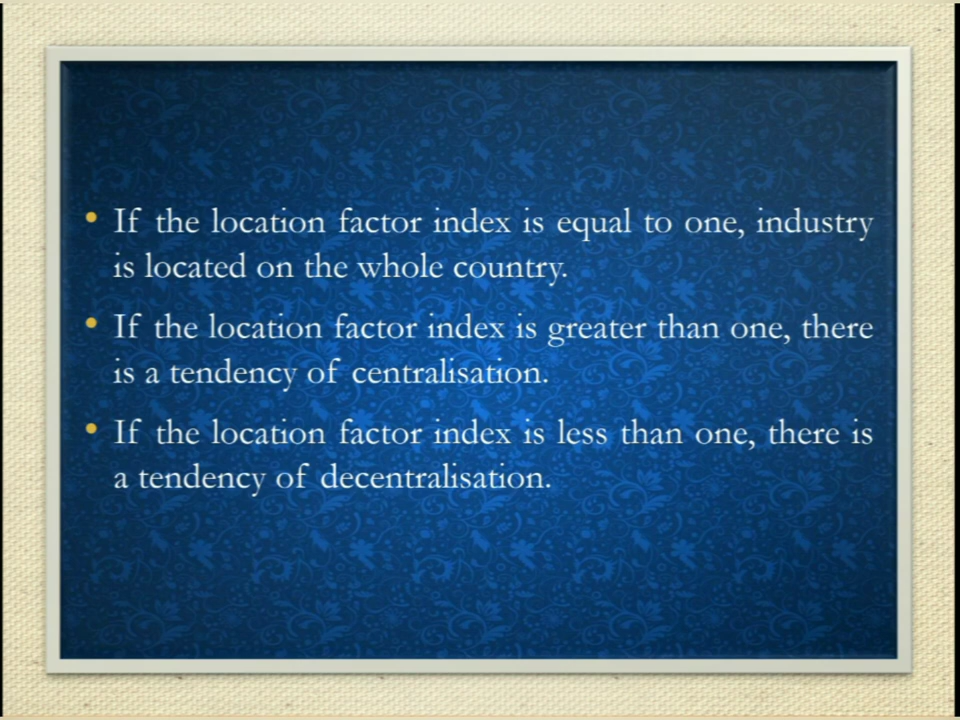 • If the location factor index is equal to one, industry
is located on the whole country.
• If the location factor index is greater than one, there
is a tendency of centralisation.
• If the location factor index is less than one, there is
a tendency of decentralisation.